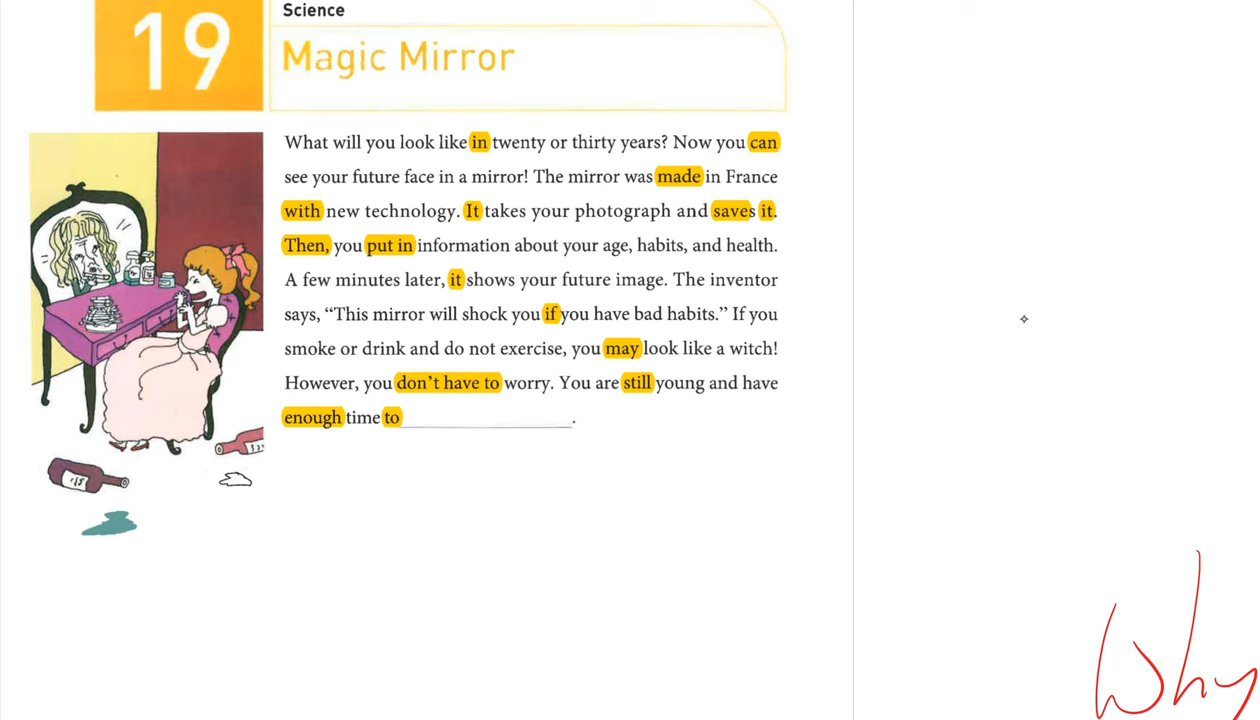 19
Science
Magic Mirror
What will you look like in twenty or thirty years? Now you can
see your future face in a mirror! The mirror was made in France
with new technology. It takes your photograph and saves it.
Then, you put in information about your age, habits, and health.
A few minutes later, it shows your future image. The inventor
says, “This mirror will shock you if you have bad habits.” If you
smoke or drink and do not exercise, you may look like a witch!
However, you don’t have to worry. You are still young and have
enough time to ____________________.
Why